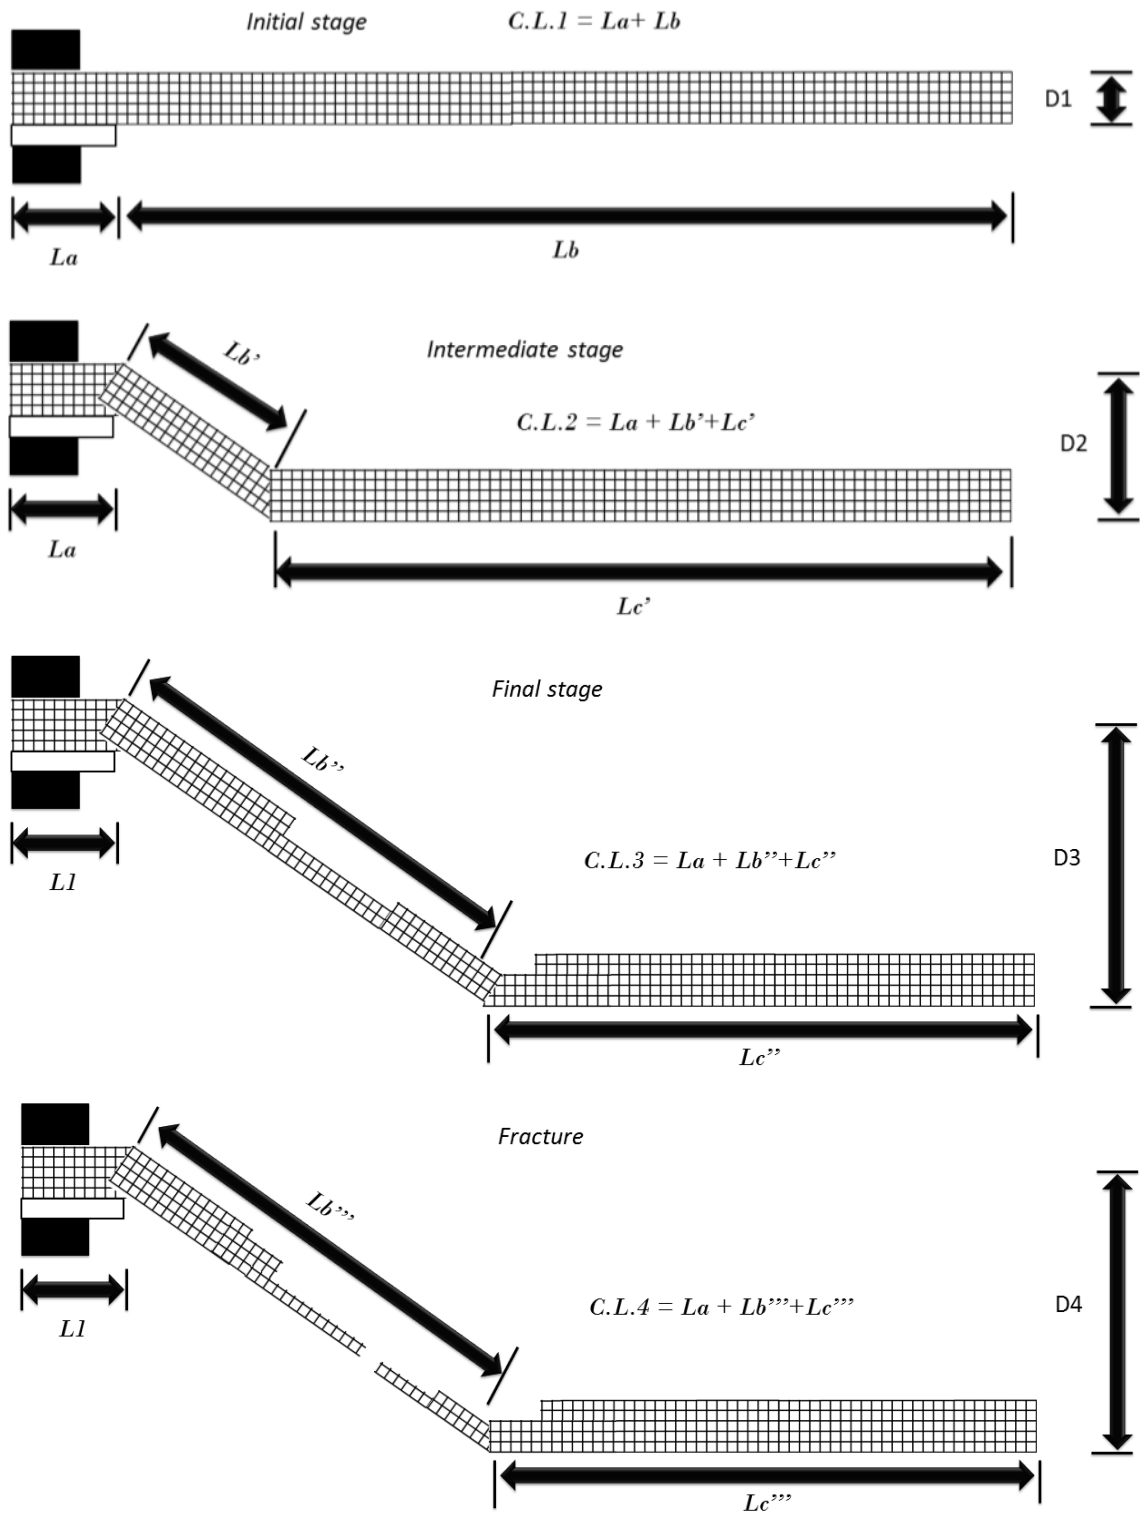 Initial stage
C.L.1 = La+ Lb
D1
La
Lb
Lb’
Intermediate stage
C.L.2 = La + Lb’+Lc’
D2
La
Lc’
Final stage
Lb’’
C.L.3 = La + Lb’’+Lc’’
D3
L1
Lc’’
Fracture
Lb’’’
C.L.4 = La + Lb’’’+Lc’’’
D4
L1
Lc’’’